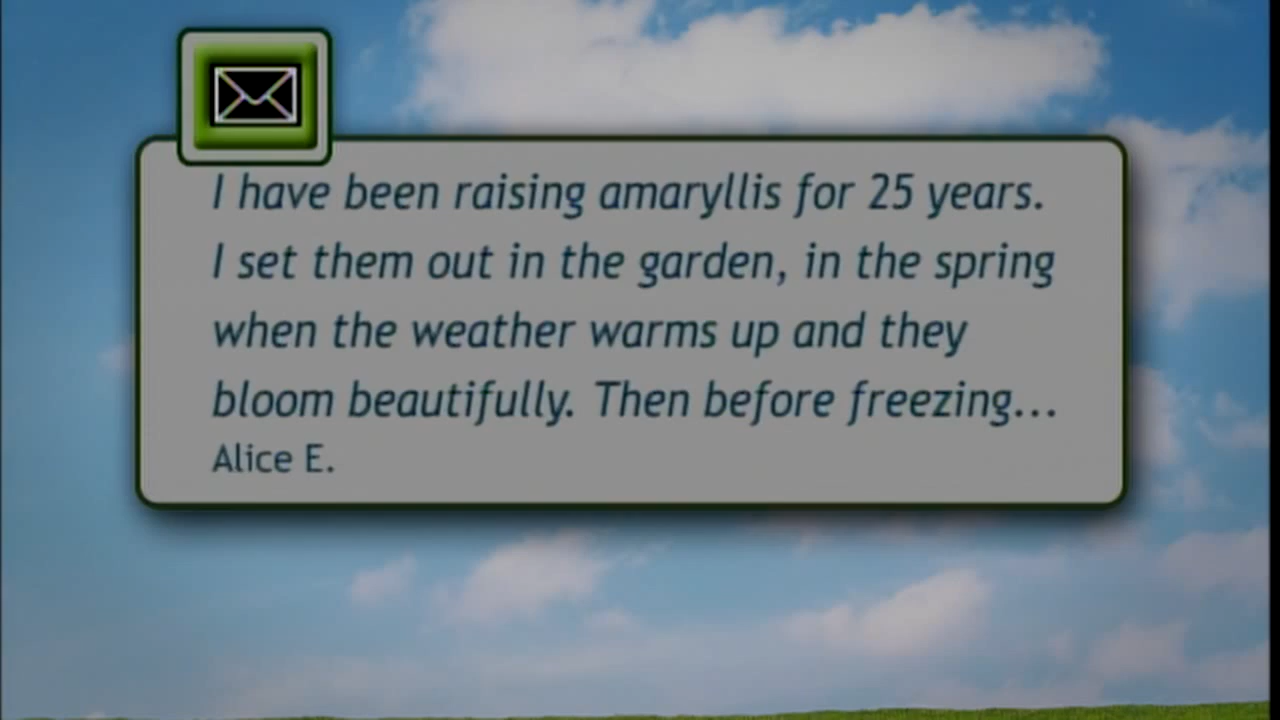 I have been raising amaryllis for 25 years.
I set them out in the garden, in the spring
when the weather warms up and they
bloom beautifully. Then before freezing...
Alice E.